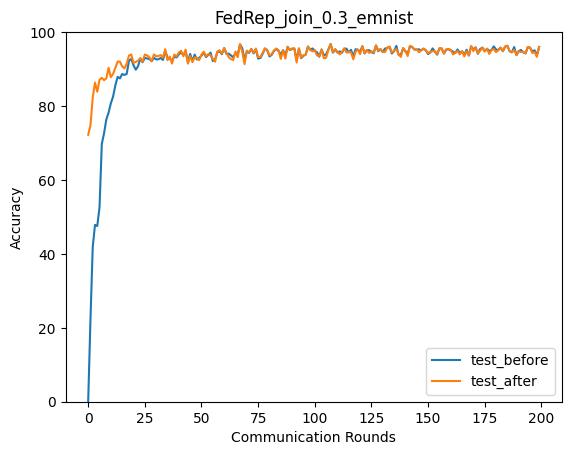 FedRep_join_0.3_emnist
100
80
60
40
20
0
Accuracy
0 25 50 75 100 125 150 175 200
Communication Rounds
test_before
test_after